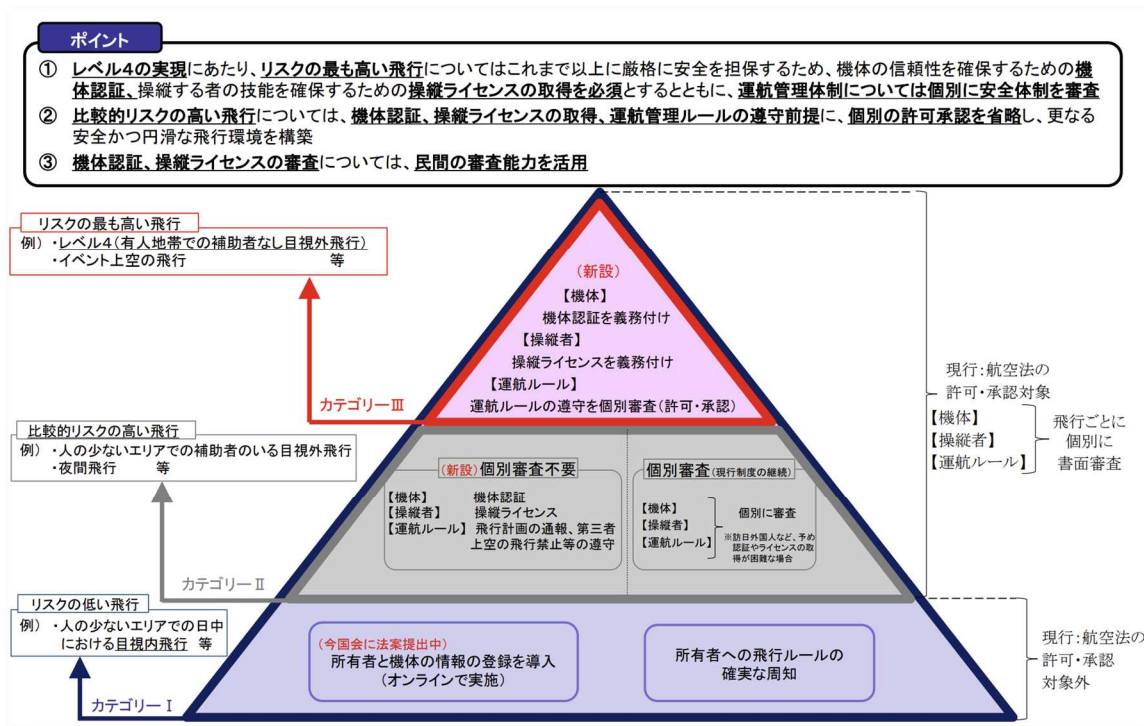 ポイント
① レベル4の実現にあたり、リスクの最も高い飛行についてはこれまで以上に厳格に安全を担保するため、機体の信頼性を確保するための機
体認証、操縦する者の技能を確保するための操縦ライセンスの取得を必須とするとともに、運航管理体制については個別に安全体制を審査
② 比較的リスクの高い飛行については、機体認証、操縦ライセンスの取得、運航管理ルールの遵守前提に、個別の許可承認を省略し、更なる
安全かつ円滑な飛行環境を構築
③ 機体認証、操縦ライセンスの審査については、民間の審査能力を活用
リスクの最も高い飛行
例） ・レベル4（有人地帯での補助者なし目視外飛行）
・イベント上空の飛行 等
カテゴリーⅢ
（新設）
【機体】
機体認証を義務付け
【操縦者】
操縦ライセンスを義務付け
【運航ルール】
運航ルールの遵守を個別審査（許可・承認）
現行：航空法の
許可・承認対象
【機体】
【操縦者】
【運航ルール】
飛行ごとに
個別に
書面審査
比較的リスクの高い飛行
例） ・人の少ないエリアでの補助者のいる目視外飛行
・夜間飛行 等
カテゴリーⅡ
（新設）個別審査不要
【機体】 機体認証
【操縦者】 操縦ライセンス
【運航ルール】 飛行計画の通報、第三者
上空の飛行禁止等の遵守
個別審査（現行制度の継続）
【機体】
【操縦者】
【運航ルール】
個別に審査
※訪日外国人など、予め
認証やライセンスの取
得が困難な場合
リスクの低い飛行
例） ・人の少ないエリアでの日中
における目視内飛行 等
カテゴリーⅠ
（今国会に法案提出中）
所有者と機体の情報の登録を導入
（オンラインで実施）
所有者への飛行ルールの
確実な周知
現行：航空法の
許可・承認
対象外